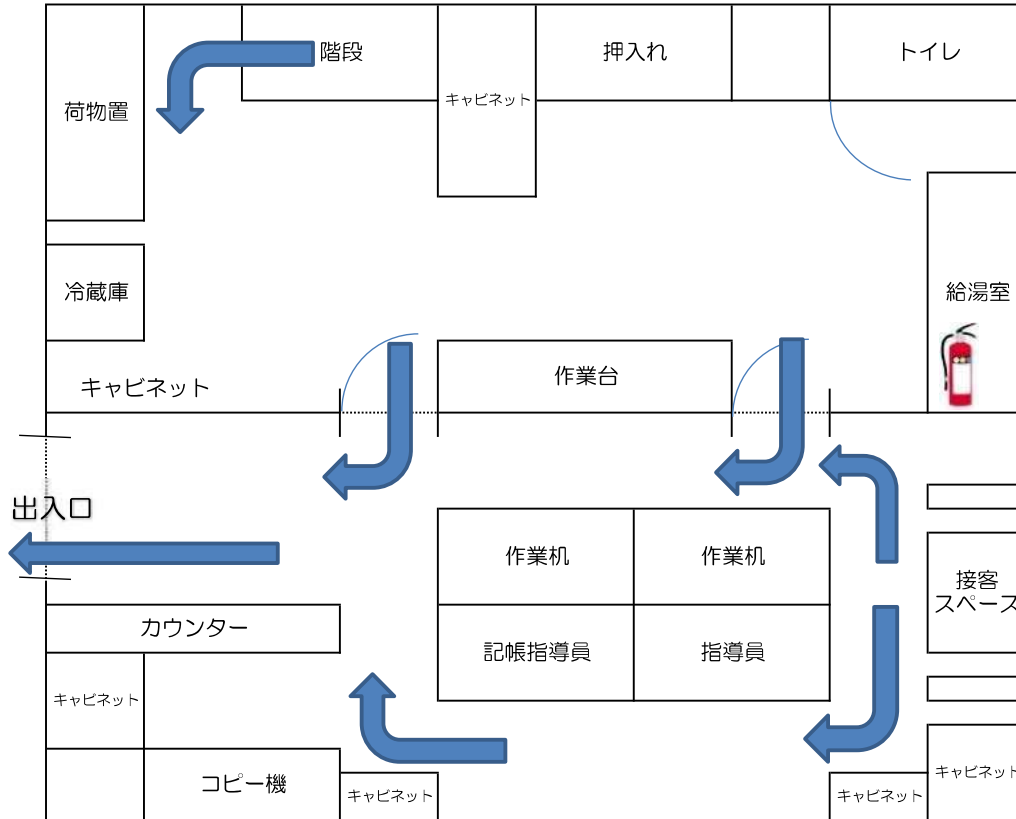 階段
押入れ
トイレ
荷物置
キャビネット
冷蔵庫
給湯室
キャビネット
作業台
出入口
作業机
作業机
接客
スペース
カウンター
記帳指導員
指導員
キャビネット
コピー機
キャビネット
キャビネット
キャビネット